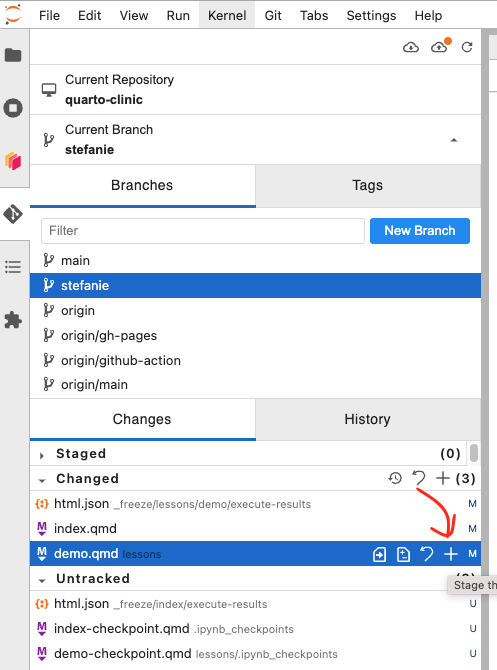 File Edit View Run Kernel Git Tabs Settings Help
Current Repository
quarto-clinic
Current Branch
stefanie
Branches Tags
Filter New Branch
main
stefanie
origin
origin/gh-pages
origin/github-action
origin/main
Changes History
Staged (0)
Changed (3)
html.json _freeze/lessons/demo/execute-results M
index.qmd M
demo.qmd lessons M
Untracked
Stage th
html.json _freeze/index/execute-results U
index-checkpoint.qmd .ipynb_checkpoints U
demo-checkpoint.qmd lessons/.ipynb_checkpoints U